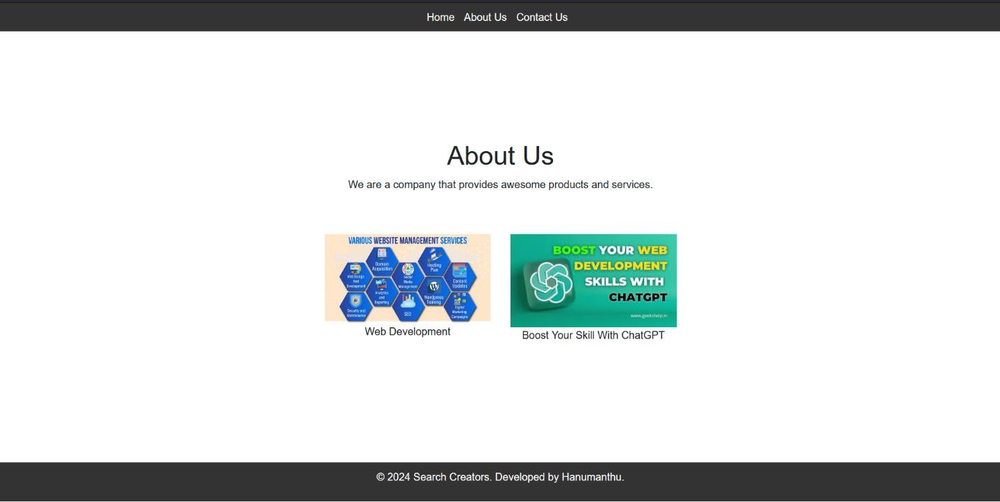 Home About Us Contact Us
About Us
We are a company that provides awesome products and services.
VARIOUS WEBSITE MANAGEMENT SERVICES
Domain
Acquisition
Hosting
Plan
Web Design
And
Development
Social
Media
Management
Content
Updates
Analytics
and
Reporting
Wordpress
Training
Security and
Maintenance
SEO
SEO
Digital
Marketing
Campaigns
Web Development
BOOST YOUR WEB
DEVELOPMENT
SKILLS WITH
CHATGPT
www.geekshelp.in
Boost Your Skill With ChatGPT
© 2024 Search Creators. Developed by Hanumanthu.